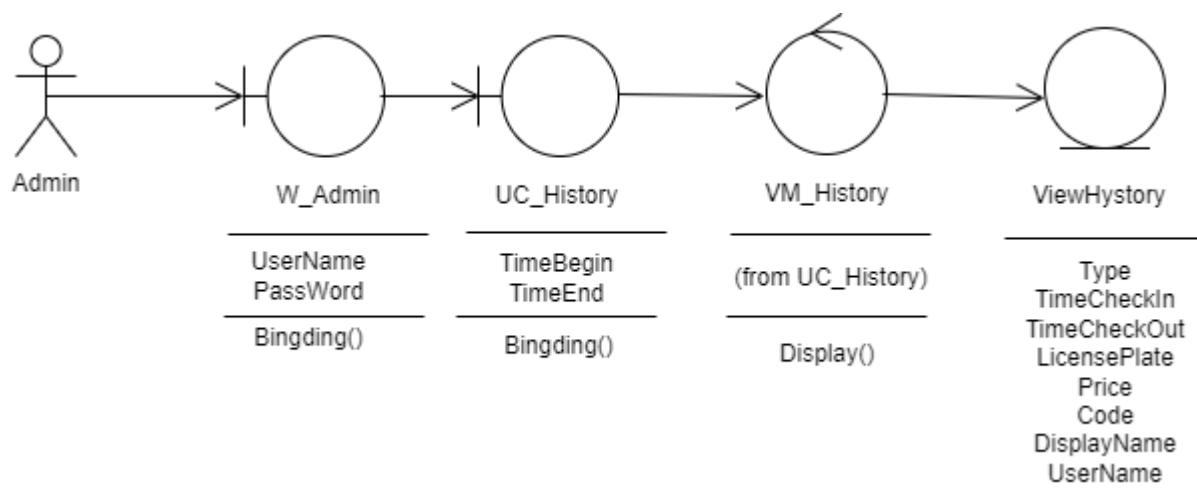 Admin
W_Admin
UserName
PassWord
Bingding()
UC_History
TimeBegin
TimeEnd
Bingding()
VM_History
(from UC_History)
Display()
ViewHystory
Type
TimeCheckIn
TimeCheckOut
LicensePlate
Price
Code
DisplayName
UserName